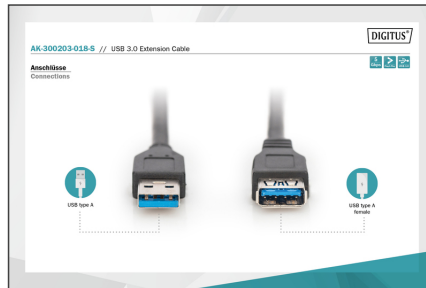 DIGITUS®
AK-300203-018-S // USB 3.0 Extension Cable
Anschlüsse
Connections
USB type A
USB type A
female